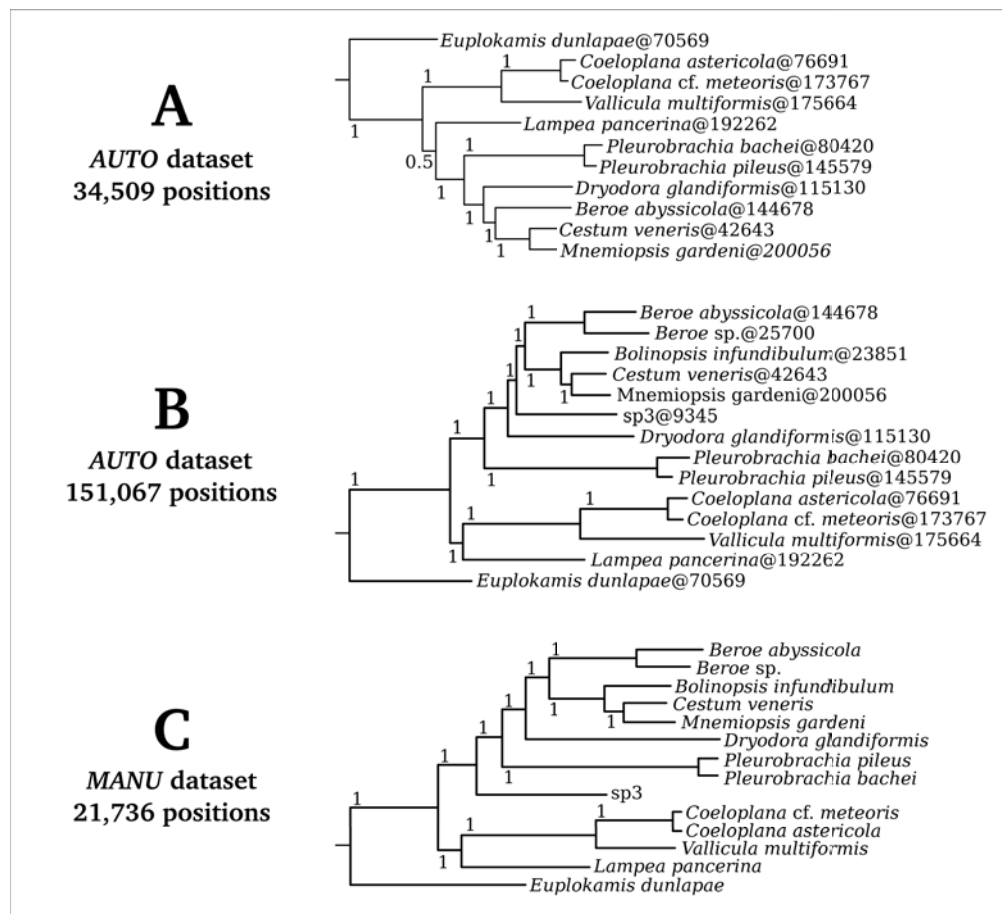 A
AUTO dataset
34,509 positions
Euplokamis dunlapae@70569
Coeloplana astericola@76691
Coeloplana cf. meteoris@173767
Vallicula multiformis@175664
Lampea pancerina@192262
Pleurobrachia bachei@80420
Pleurobrachia pileus@145579
Dryodora glandiformis@115130
Beroe abyssicola@144678
Cestum veneris@42643
Mnemiopsis gardeni@200056
1
1
1
0.5
1
1
1
1
1
B
AUTO dataset
151,067 positions
Beroe abyssicola@144678
Beroe sp.@25700
Bolinopsis infundibulum@23851
Cestum veneris@42643
Mnemiopsis gardeni@200056
sp3@9345
Dryodora glandiformis@115130
Pleurobrachia bachei@80420
Pleurobrachia pileus@145579
Coeloplana astericola@76691
Coeloplana cf. meteoris@173767
Vallicula multiformis@175664
Lampea pancerina@192262
Euplokamis dunlapae@70569
1
1
1
1
1
1
1
1
1
1
1
C
MANU dataset
21,736 positions
Beroe abyssicola
Beroe sp.
Bolinopsis infundibulum
Cestum veneris
Mnemiopsis gardeni
Dryodora glandiformis
Pleurobrachia pileus
Pleurobrachia bachei
sp3
Coeloplana cf. meteoris
Coeloplana astericola
Vallicula multiformis
Lampea pancerina
Euplokamis dunlapae
1
1
1
1
1
1
1
1
1
1
1